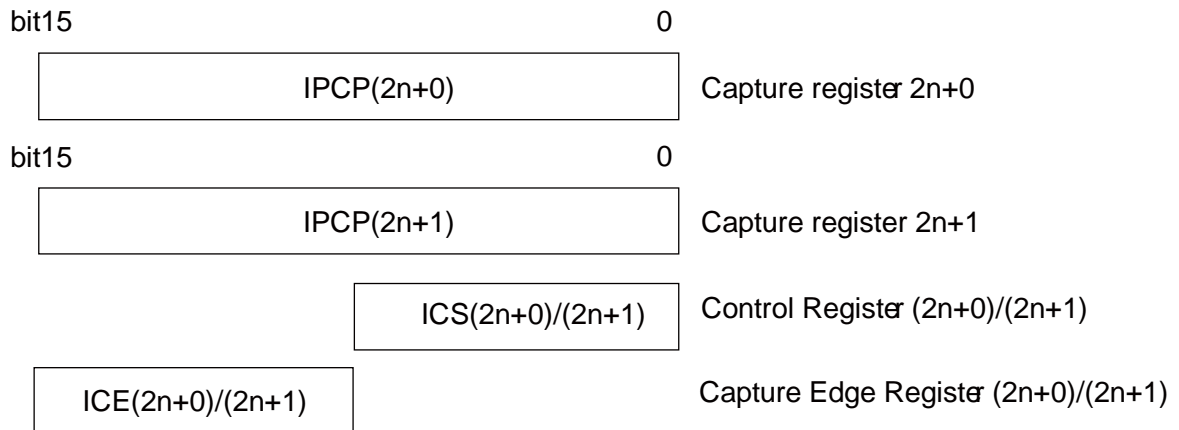 bit15 0
IPCP(2n+0) Capture register 2n+0
bit15 0
IPCP(2n+1) Capture register 2n+1
ICS(2n+0)/(2n+1) Control Register (2n+0)/(2n+1)
ICE(2n+0)/(2n+1) Capture Edge Register (2n+0)/(2n+1)